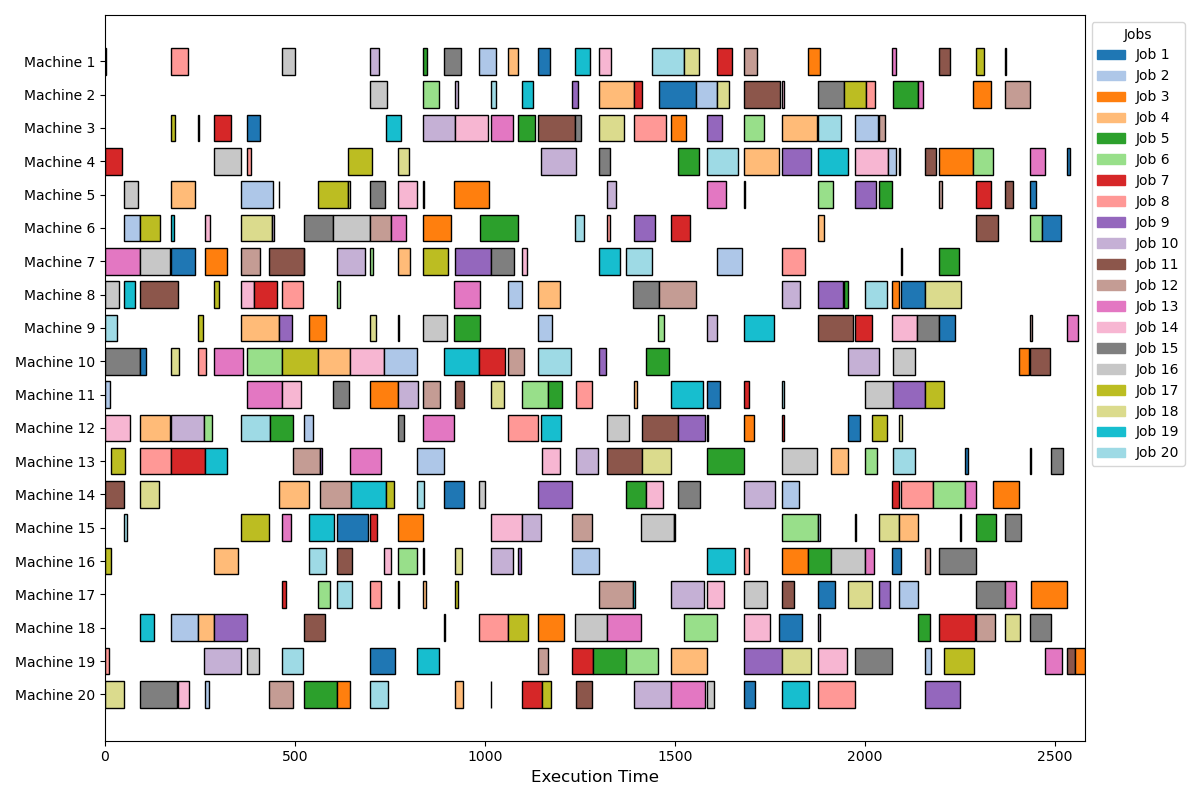 Machine 1
Machine 2
Machine 3
Machine 4
Machine 5
Machine 6
Machine 7
Machine 8
Machine 9
Machine 10
Machine 11
Machine 12
Machine 13
Machine 14
Machine 15
Machine 16
Machine 17
Machine 18
Machine 19
Machine 20
0 500 1000 1500 2000 2500
Execution Time
Jobs
Job 1
Job 2
Job 3
Job 4
Job 5
Job 6
Job 7
Job 8
Job 9
Job 10
Job 11
Job 12
Job 13
Job 14
Job 15
Job 16
Job 17
Job 18
Job 19
Job 20